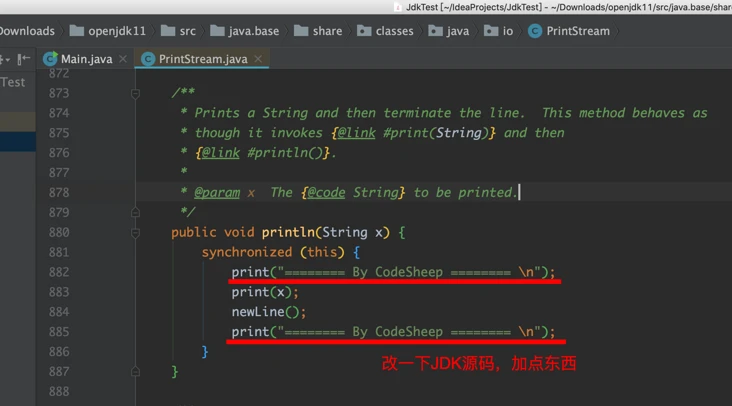 JdkTest [~/IdeaProjects/JdkTest] - ~/Downloads/openjdk11/src/java.base/share
Downloads openjdk11 src java.base share classes java io PrintStream
Main.java PrintStream.java
Test
872
873 /**
874 * Prints a String and then terminate the line.  This method behaves as
875 * though it invokes {@link #print(String)} and then
876 * {@link #println()}.
877 *
878 * @param x  The {@code String} to be printed.
879 */
880 public void println(String x) {
881 synchronized (this) {
882 print("======== By CodeSheep ======== \n");
883 print(x);
884 newLine();
885 print("======== By CodeSheep ======== \n");
886 }
改一下JDK源码，加点东西
887 }
888